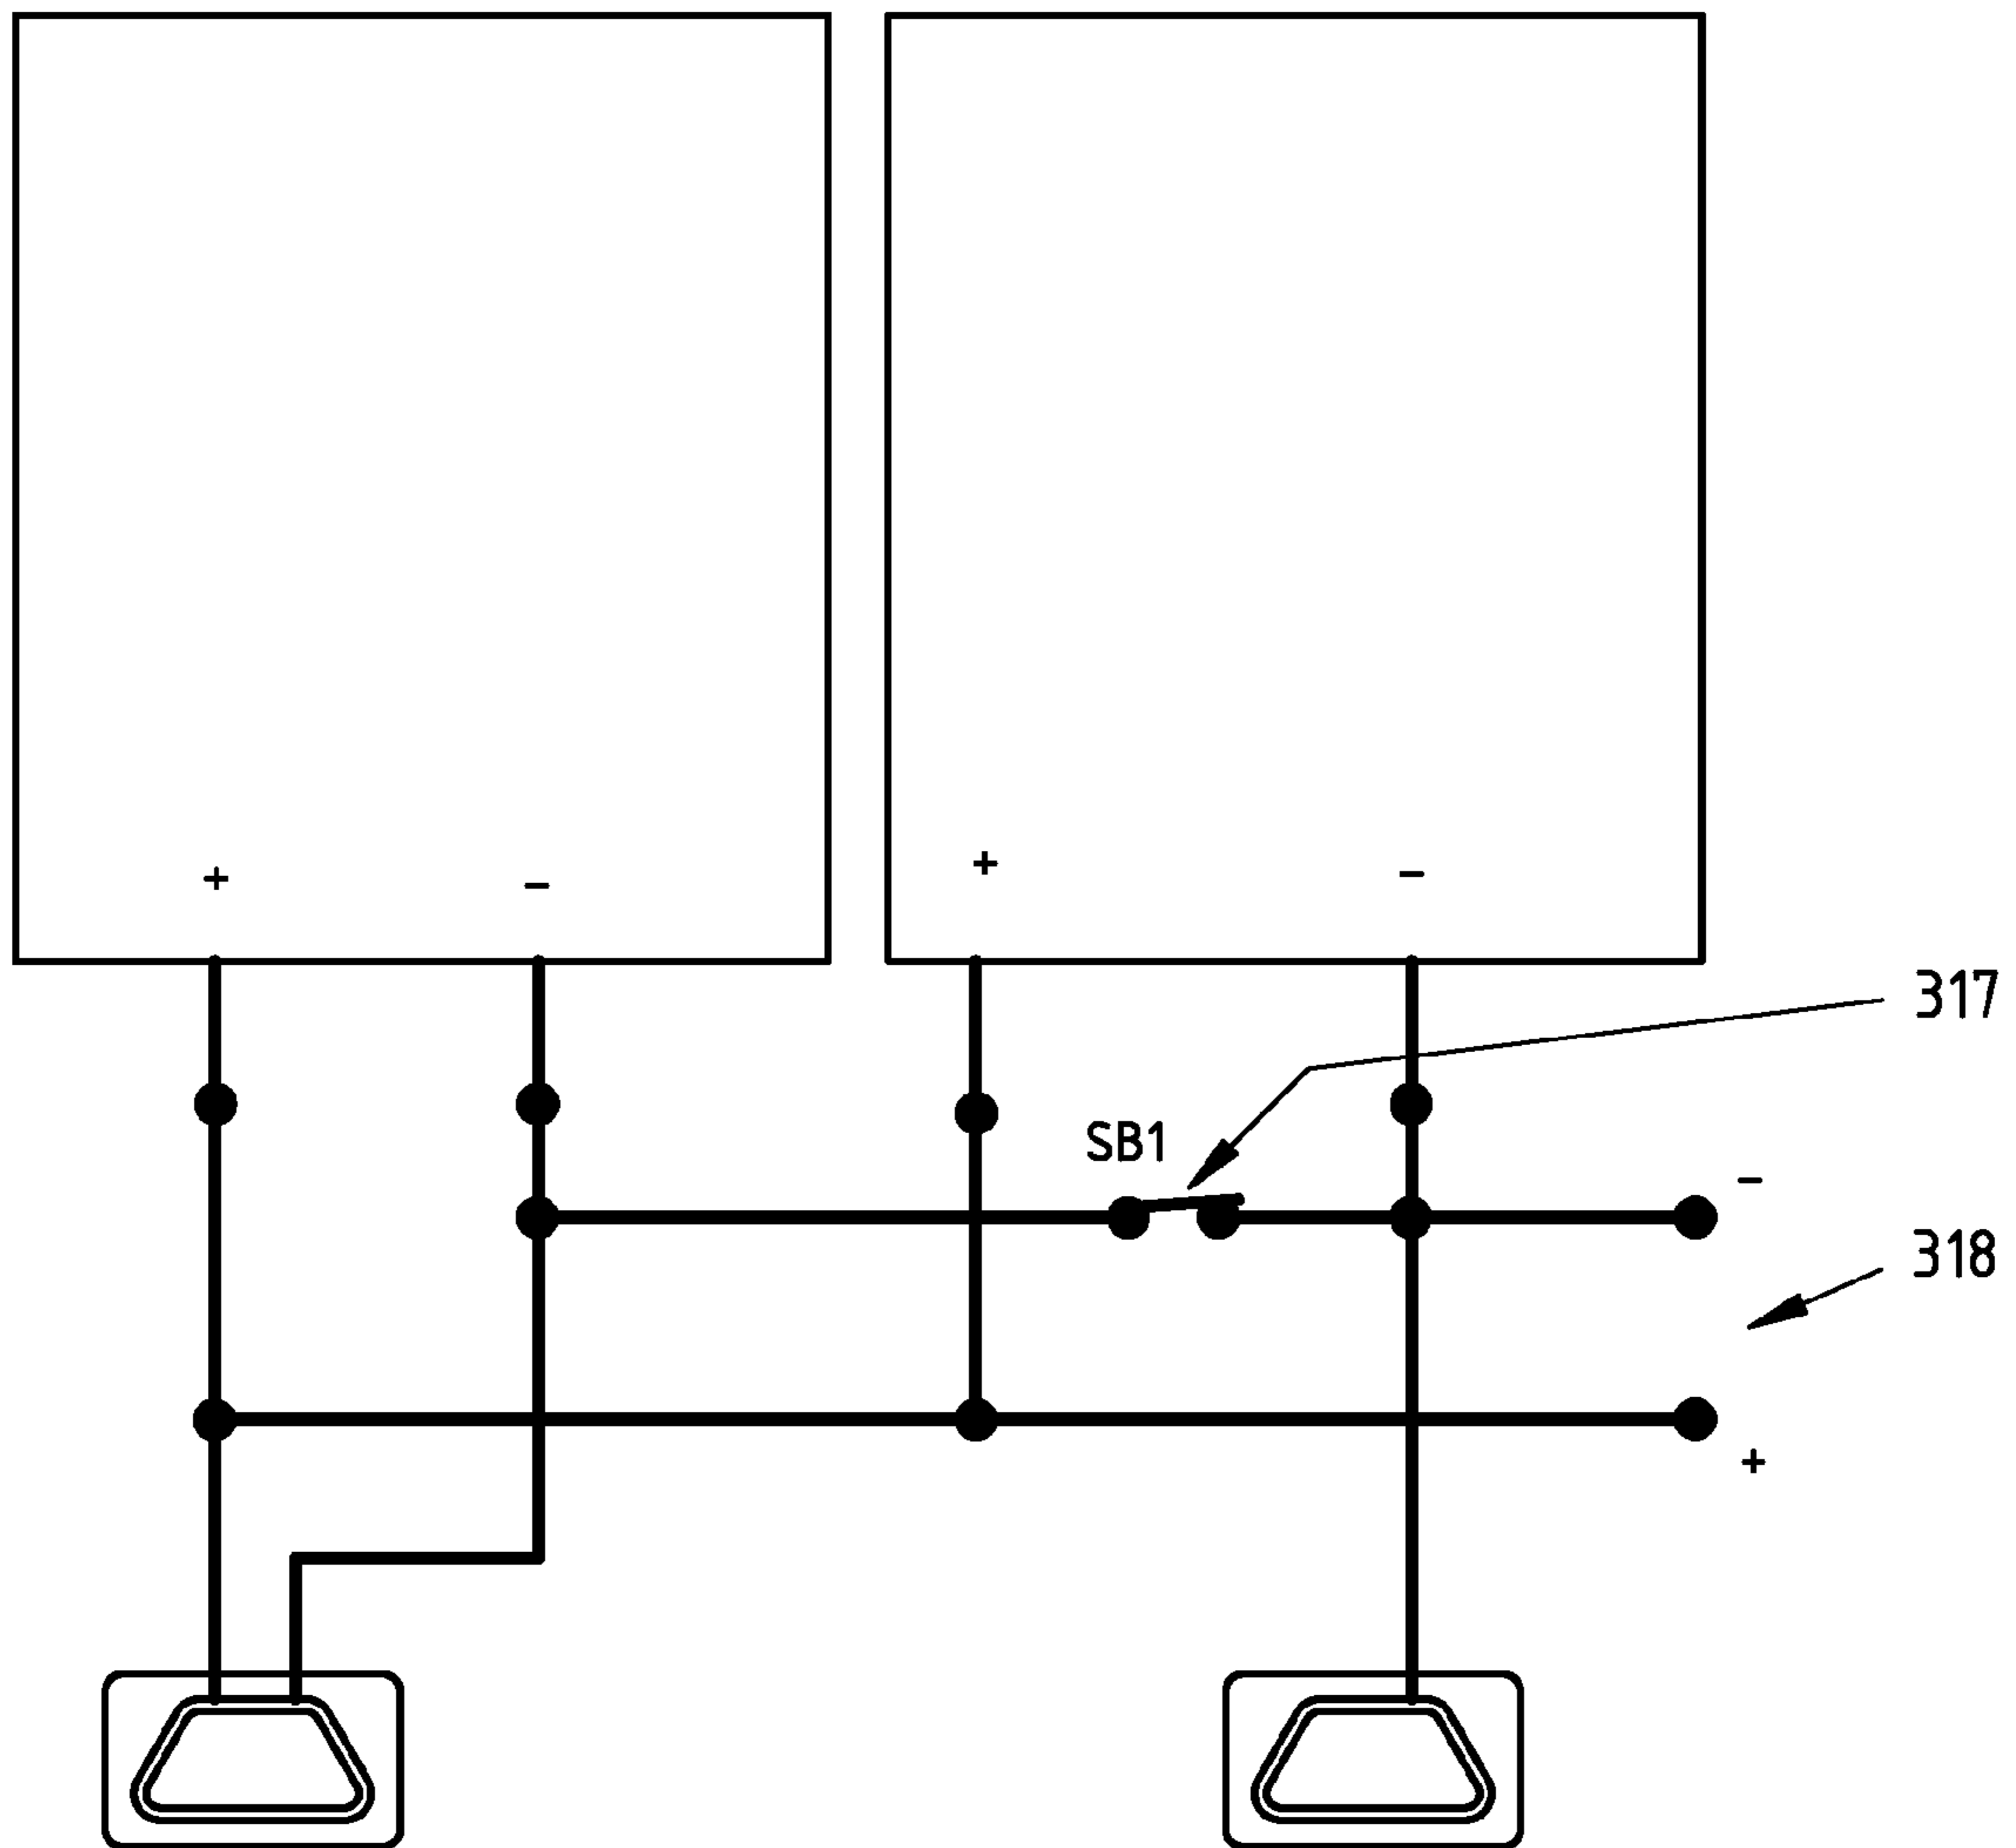 + - + -
317
SB1
-
318
+